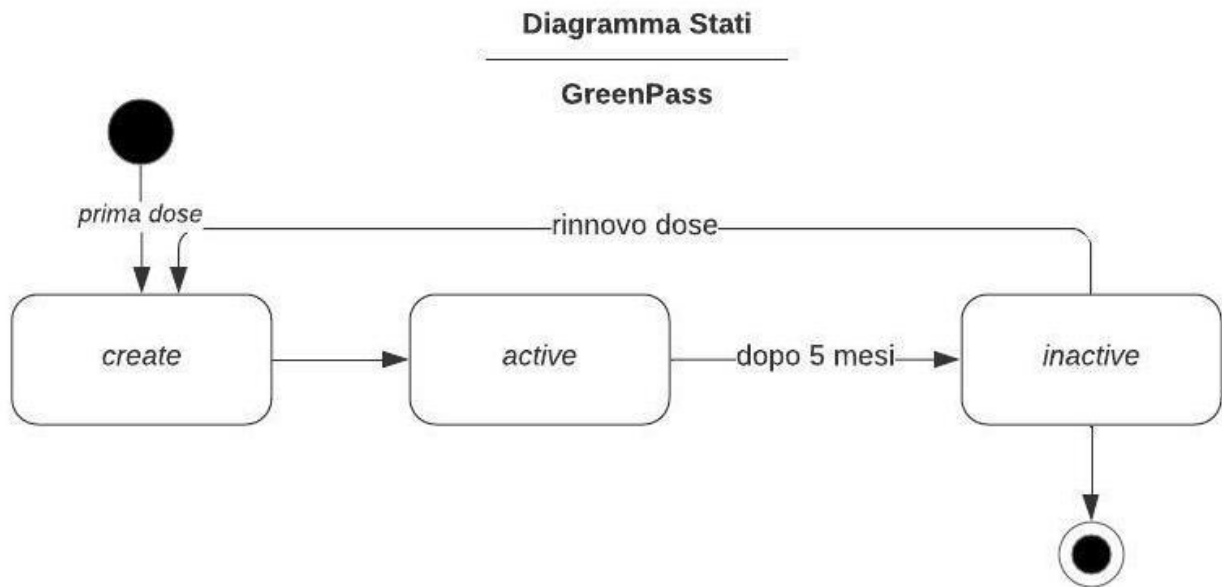 Diagramma Stati
GreenPass
prima dose
rinnovo dose
create
active
dopo 5 mesi
inactive